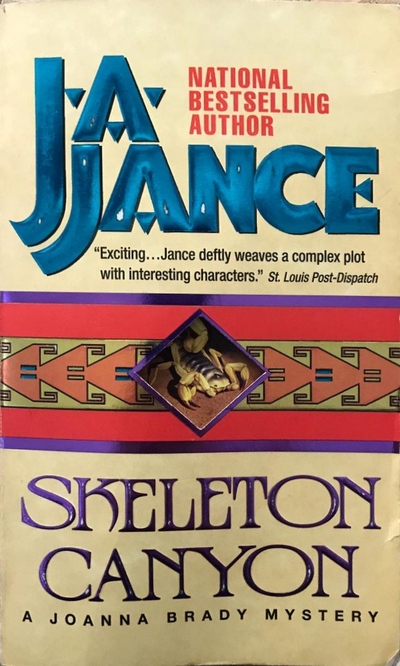 J.A.
JANCE
NATIONAL
BESTSELLING
AUTHOR
“Exciting…Jance deftly weaves a complex plot
with interesting characters.” St. Louis Post-Dispatch
SKELETON
CANYON
A JOANNA BRADY MYSTERY